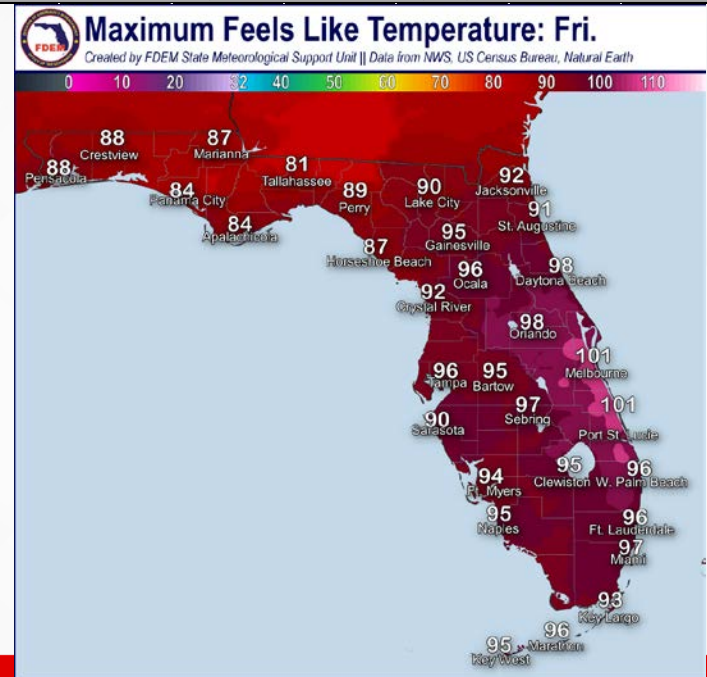 FDEM
Maximum Feels Like Temperature: Fri.
Created by FDEM State Meteorological Support Unit || Data from NWS, US Census Bureau, Natural Earth
0 10 20 32 40 50 60 70 80 90 100 110
88
Crestview
87
Marianna
88
Pensacola
81
Tallahassee
84
Panama City
89
Perry
90
Lake City
92
Jacksonville
84
Apalachicola
91
St. Augustine
95
Gainesville
87
Horseshoe Beach
96
Ocala
98
Daytona Beach
92
Crystal River
98
Orlando
101
Melbourne
96
Tampa
95
Bartow
97
Sebring
101
Port St. Lucie
90
Sarasota
95
Clewiston
96
W. Palm Beach
94
Ft. Myers
95
Naples
96
Ft. Lauderdale
97
Miami
93
Key Largo
96
Marathon
95
Key West